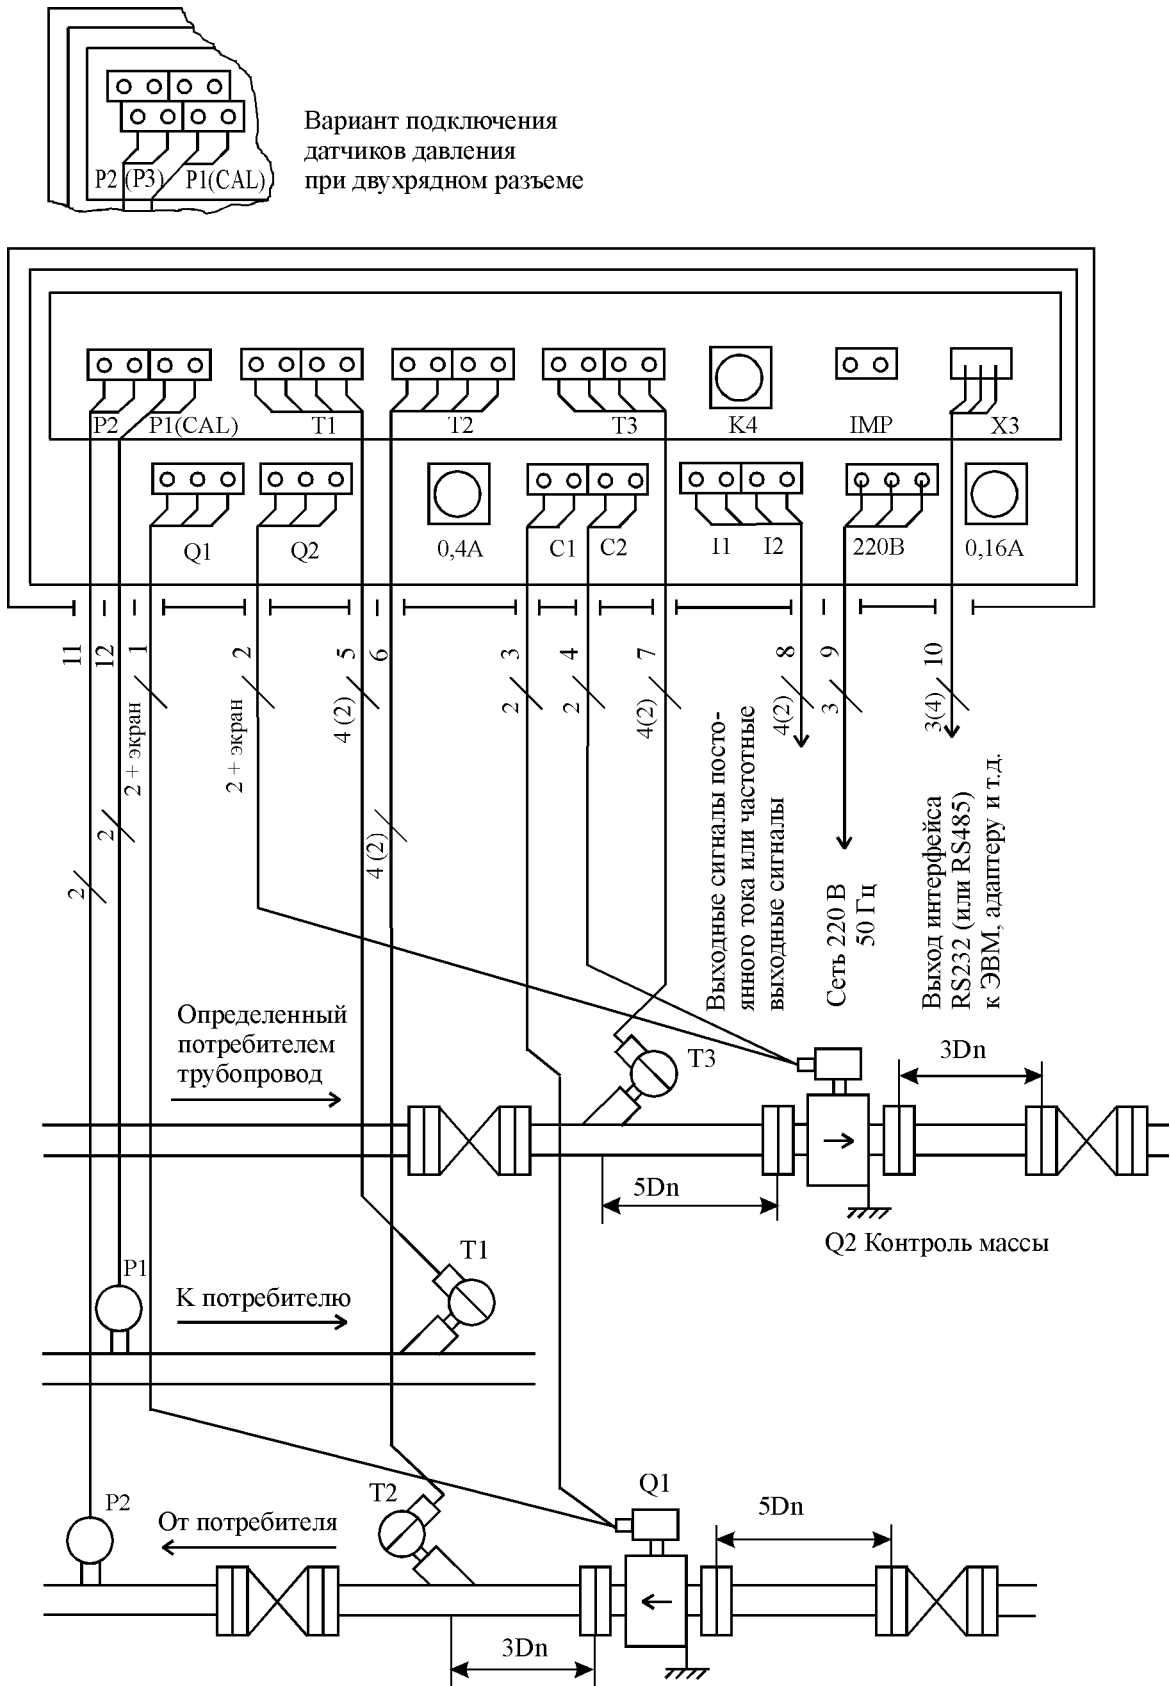 Вариант подключения
датчиков давления
при двухрядном разъеме
P2 (P3) P1(CAL)
P2 P1(CAL) T1 T2 T3 K4 IMP X3
Q1 Q2 0,4A C1 C2 I1 I2 220В 0,16A
11
12
1
2
5
6
3
4
7
8
9
10
2
2
2 + экран
2 + экран
4 (2)
4 (2)
2
2
4(2)
4(2)
3
3(4)
Выходные сигналы посто-
янного тока или частотные
выходные сигналы
Сеть 220 В
50 Гц
Выход интерфейса
RS232 (или RS485)
к ЭВМ, адаптеру и т.д.
Определенный
потребителем
трубопровод
T3
3Dn
5Dn
Q2 Контроль массы
P1
T1
К потребителю
P2
T2
Q1
От потребителя
5Dn
3Dn